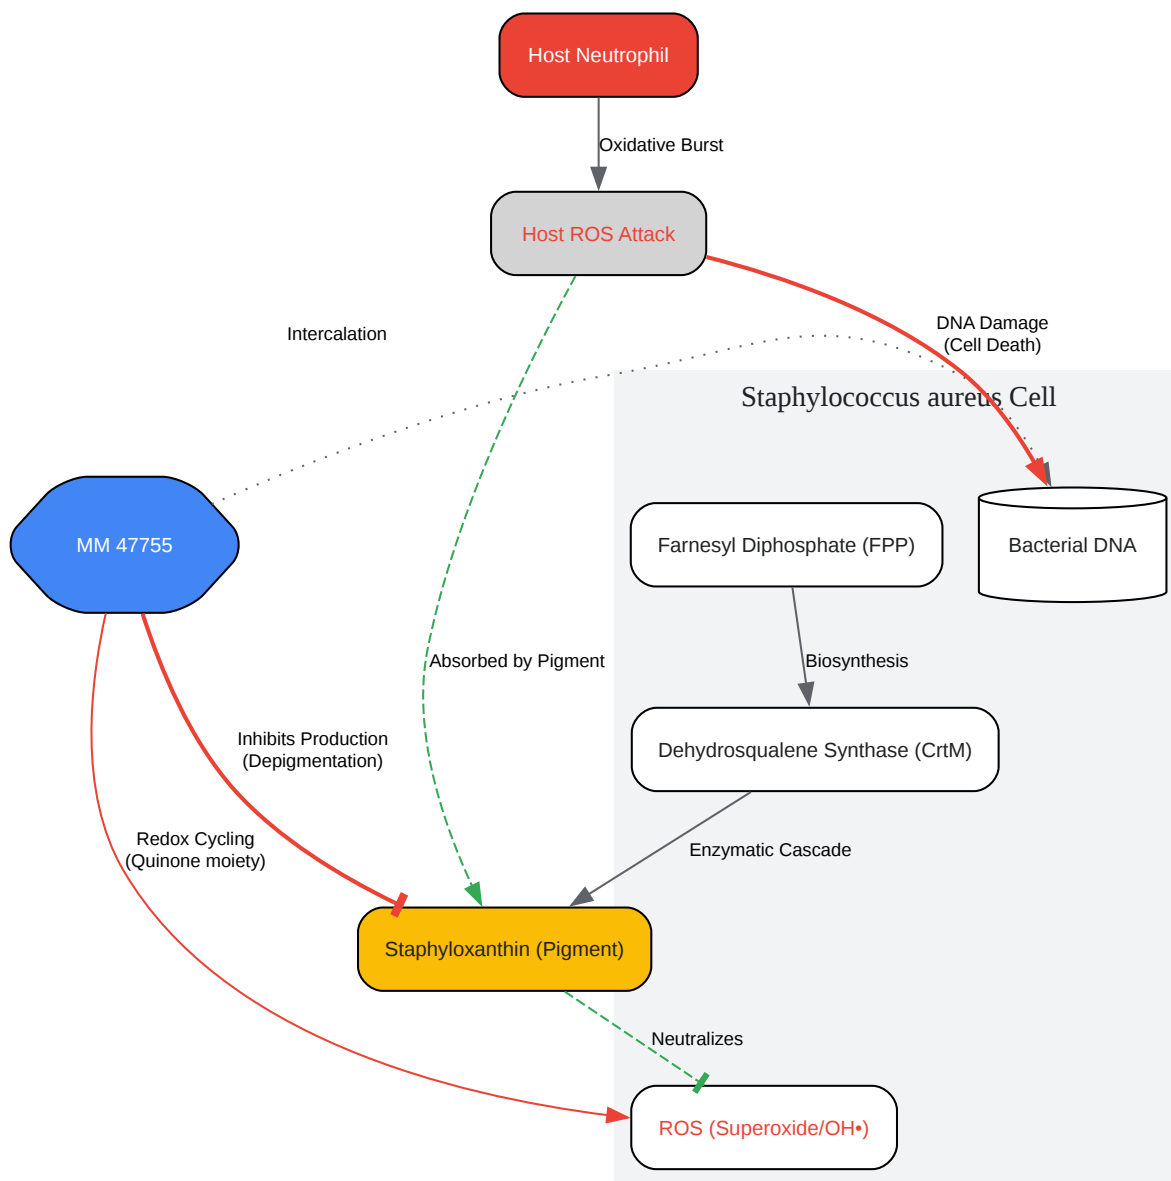 Host Neutrophil
Oxidative Burst
Host ROS Attack
Intercalation
DNA Damage
(Cell Death)
Staphylococcus aureus Cell
MM 47755
Farnesyl Diphosphate (FPP)
Bacterial DNA
Absorbed by Pigment
Biosynthesis
Inhibits Production
(Depigmentation)
Dehydrosqualene Synthase (CrtM)
Redox Cycling
(Quinone moiety)
Enzymatic Cascade
Staphyloxanthin (Pigment)
Neutralizes
ROS (Superoxide/OH•)